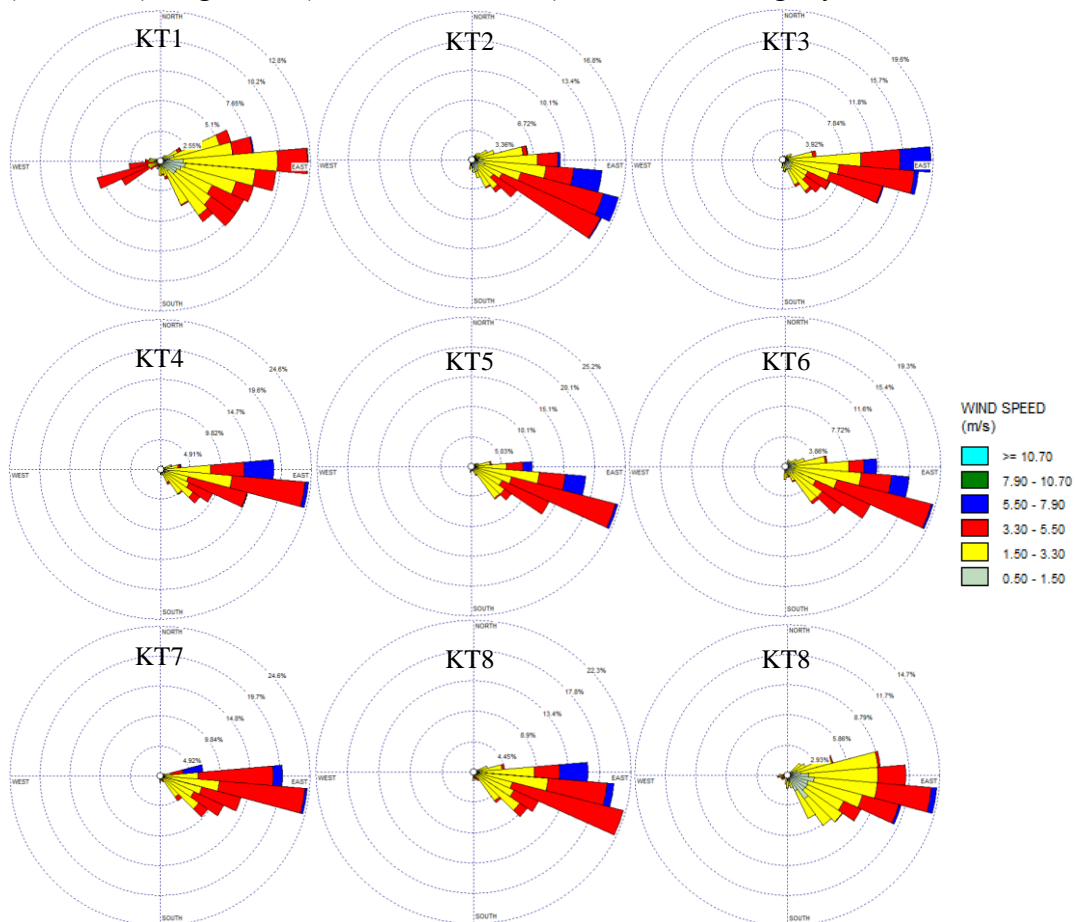 NORTH
KT1
12.8%
10.2%
7.65%
5.1%
2.55%
WEST
EAST
SOUTH
NORTH
KT2
16.8%
13.4%
10.1%
6.72%
3.36%
WEST
EAST
SOUTH
NORTH
KT3
19.6%
15.7%
11.8%
7.84%
3.92%
WEST
EAST
SOUTH
NORTH
KT4
24.6%
19.6%
14.7%
9.82%
4.91%
WEST
EAST
SOUTH
NORTH
KT5
25.2%
20.1%
15.1%
10.1%
5.03%
WEST
EAST
SOUTH
NORTH
KT6
19.3%
15.4%
11.6%
7.72%
3.86%
WEST
EAST
SOUTH
WIND SPEED
(m/s)
>= 10.70
7.90 - 10.70
5.50 - 7.90
3.30 - 5.50
1.50 - 3.30
0.50 - 1.50
NORTH
KT7
24.6%
19.7%
14.8%
9.84%
4.92%
WEST
EAST
SOUTH
NORTH
KT8
22.3%
17.8%
13.4%
8.9%
4.45%
WEST
EAST
SOUTH
NORTH
KT8
14.7%
11.7%
8.79%
5.86%
2.93%
WEST
EAST
SOUTH